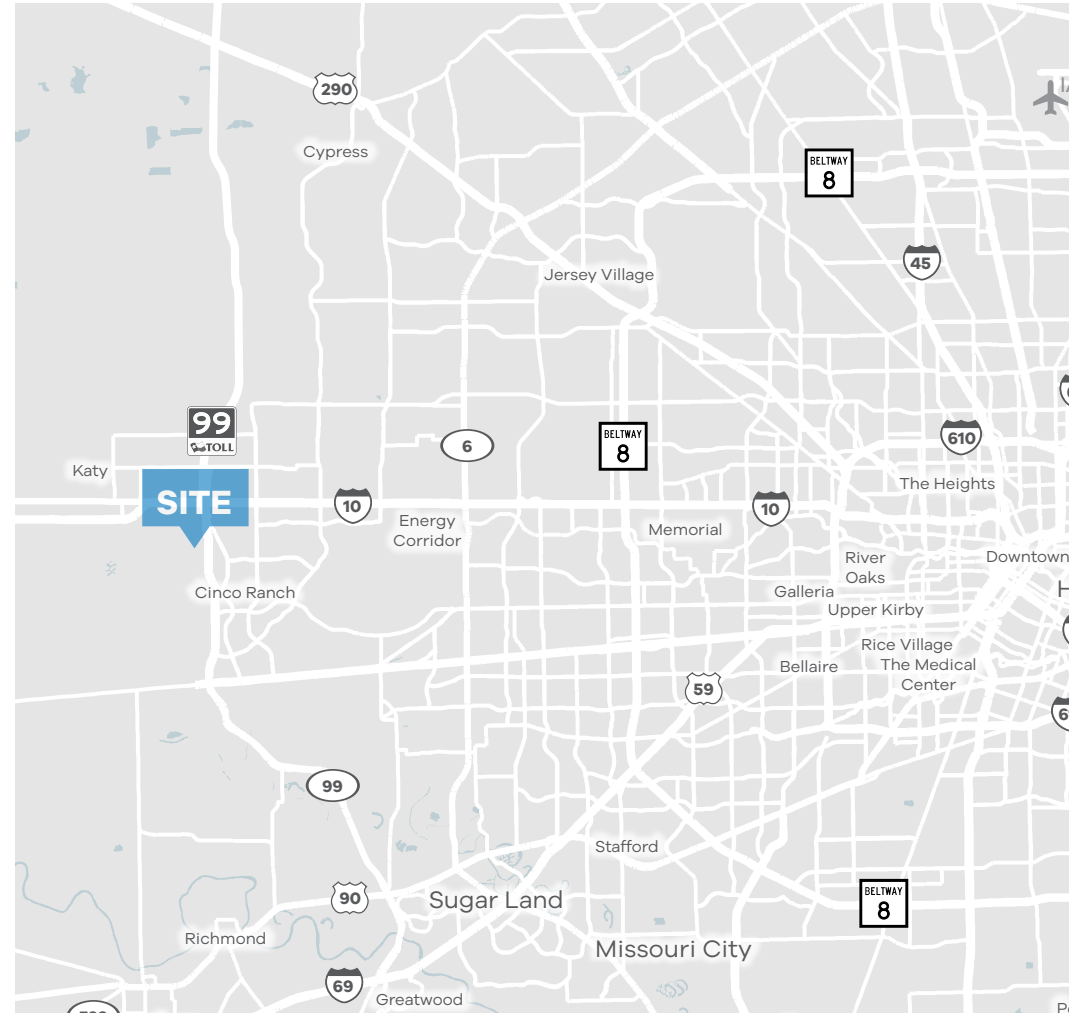 290
Cypress
BELTWAY
8
45
Jersey Village
99
TOLL
6
BELTWAY
8
610
Katy
SITE
10
Energy
Corridor
Memorial
10
The Heights
Downtown
River
Oaks
Cinco Ranch
Galleria
Upper Kirby
H
Rice Village
Bellaire
The Medical
Center
59
99
Stafford
90
Sugar Land
BELTWAY
8
Richmond
Missouri City
69
Greatwood